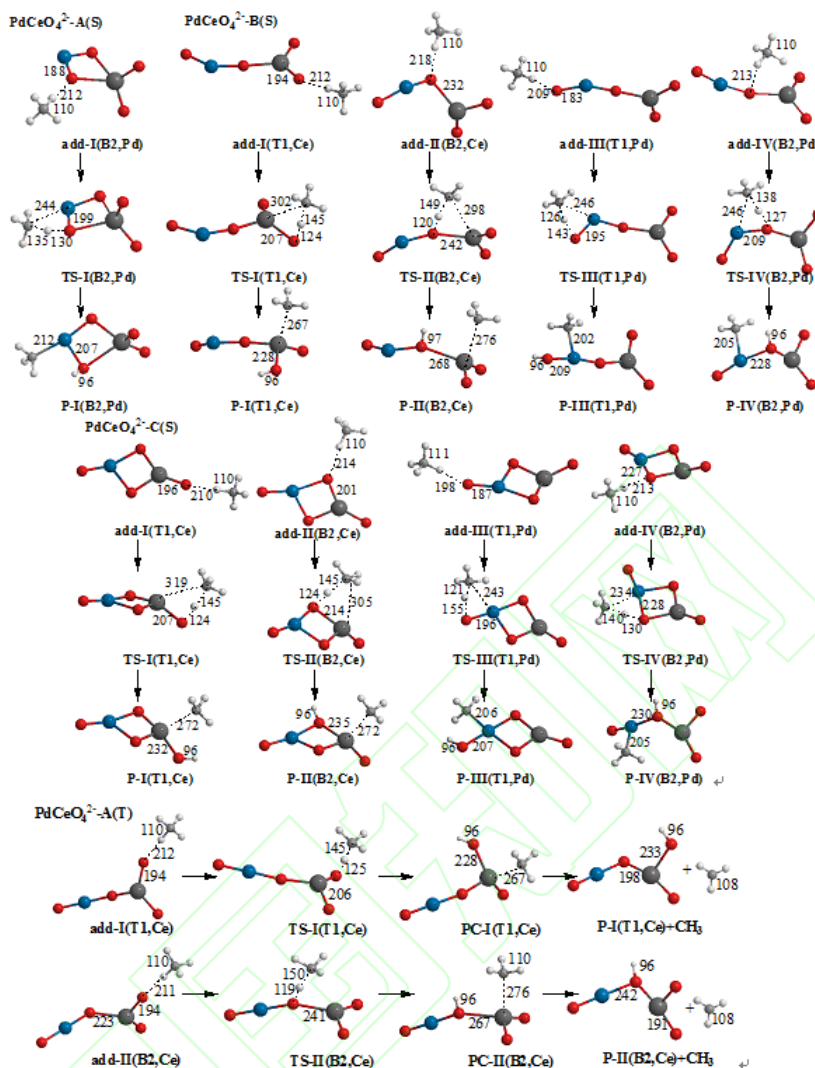 PdCeO₄²⁻-A(S) PdCeO₄²⁻-B(S)
188 212 110
194 212 110
218 110 232
110 209 183
213 110
add-I(B2,Pd) add-I(T1,Ce) add-II(B2,Ce) add-III(T1,Pd) add-IV(B2,Pd)
244 199 135 130
302 145 207 124
149 120 298 242
126 246 143 195
138 246 127 209
TS-I(B2,Pd) TS-I(T1,Ce) TS-II(B2,Ce) TS-III(T1,Pd) TS-IV(B2,Pd)
212 207 96
267 228 96
97 276 268
202 96 209
205 96 228
P-I(B2,Pd) P-I(T1,Ce) P-II(B2,Ce) P-III(T1,Pd) P-IV(B2,Pd)
PdCeO₄²⁻-C(S)
196 110 210
110 214 201
111 198 187
227 213 110
add-I(T1,Ce) add-II(B2,Ce) add-III(T1,Pd) add-IV(B2,Pd)
319 145 207 124
145 124 305 214
121 243 155 196
234 228 140 130
TS-I(T1,Ce) TS-II(B2,Ce) TS-III(T1,Pd) TS-IV(B2,Pd)
272 232 96
96 235 272
206 96 207
96 230 205
P-I(T1,Ce) P-II(B2,Ce) P-III(T1,Pd) P-IV(B2,Pd)
PdCeO₄²⁻-A(T)
110 212 194
145 125 206
96 228 267
96 233 198 + 108
add-I(T1,Ce) TS-I(T1,Ce) PC-I(T1,Ce) P-I(T1,Ce)+CH₃
110 211 194 223
150 119 241
110 96 276 267
96 242 191 + 108
add-II(B2,Ce) TS-II(B2,Ce) PC-II(B2,Ce) P-II(B2,Ce)+CH₃